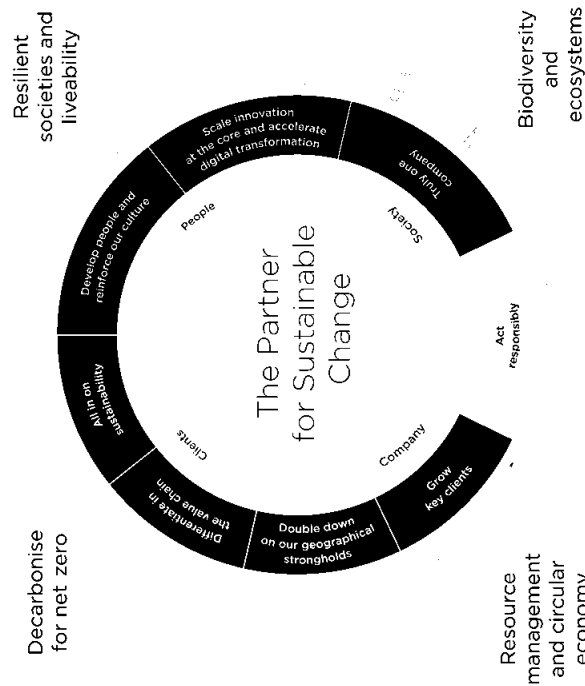 Decarbonise
for net zero
Resilient
societies and
liveability
Resource
management
and circular
economy
Biodiversity
and
ecosystems
Grow
key clients
Double down
on our geographical
strongholds
Differentiate in
the value chain
All in on
sustainability
Develop people and
reinforce our culture
Scale innovation
at the core and accelerate
digital transformation
Truly one
company
Company
Clients
People
Society
The Partner
for Sustainable
Change
Act
responsibly